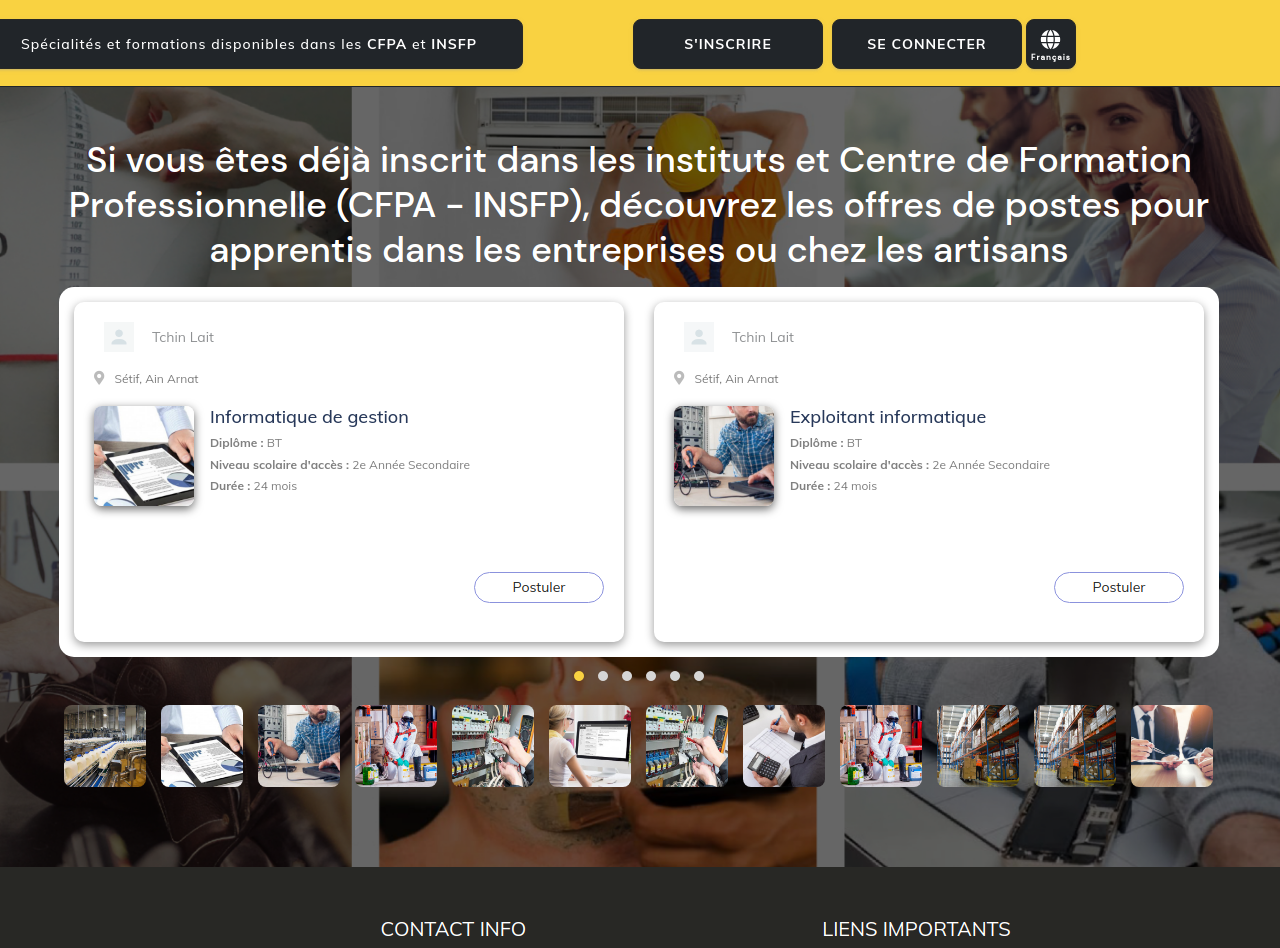 Spécialités et formations disponibles dans les CFPA et INSFP
S'INSCRIRE
SE CONNECTER
Français
Si vous êtes déjà inscrit dans les instituts et Centre de Formation
Professionnelle (CFPA - INSFP), découvrez les offres de postes pour
apprentis dans les entreprises ou chez les artisans
Tchin Lait
Sétif, Ain Arnat
Informatique de gestion
Diplôme : BT
Niveau scolaire d'accès : 2e Année Secondaire
Durée : 24 mois
Postuler
Tchin Lait
Sétif, Ain Arnat
Exploitant informatique
Diplôme : BT
Niveau scolaire d'accès : 2e Année Secondaire
Durée : 24 mois
Postuler
CONTACT INFO
LIENS IMPORTANTS